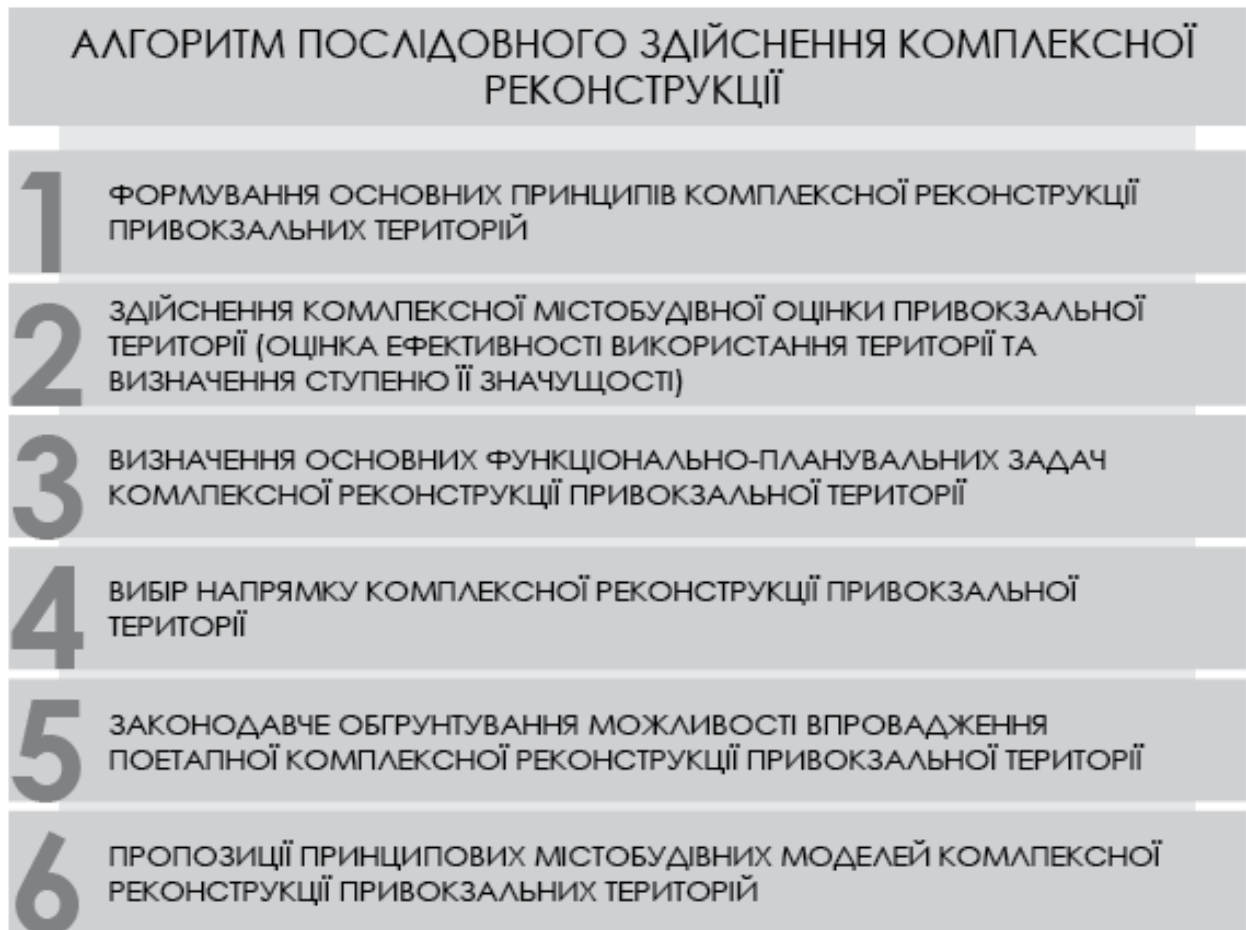 АЛГОРИТМ ПОСЛІДОВНОГО ЗДІЙСНЕННЯ КОМПЛЕКСНОЇ
РЕКОНСТРУКЦІЇ
1
ФОРМУВАННЯ ОСНОВНИХ ПРИНЦИПІВ КОМПЛЕКСНОЇ РЕКОНСТРУКЦІЇ
ПРИВОКЗАЛЬНИХ ТЕРИТОРІЙ
2
ЗДІЙСНЕННЯ КОМЛПЕКСНОЇ МІСТОБУДІВНОЇ ОЦІНКИ ПРИВОКЗАЛЬНОЇ
ТЕРИТОРІЇ (ОЦІНКА ЕФЕКТИВНОСТІ ВИКОРИСТАННЯ ТЕРИТОРІЇ ТА
ВИЗНАЧЕННЯ СТУПЕНЮ ЇЇ ЗНАЧУЩОСТІ)
3
ВИЗНАЧЕННЯ ОСНОВНИХ ФУНКЦІОНАЛЬНО-ПЛАНУВАЛЬНИХ ЗАДАЧ
КОМЛПЕКСНОЇ РЕКОНСТРУКЦІЇ ПРИВОКЗАЛЬНОЇ ТЕРИТОРІЇ
4
ВИБІР НАПРЯМКУ КОМПЛЕКСНОЇ РЕКОНСТРУКЦІЇ ПРИВОКЗАЛЬНОЇ
ТЕРИТОРІЇ
5
ЗАКОНОДАВЧЕ ОБГРУНТУВАННЯ МОЖЛИВОСТІ ВПРОВАДЖЕННЯ
ПОЕТАПНОЇ КОМПЛЕКСНОЇ РЕКОНСТРУКЦІЇ ПРИВОКЗАЛЬНОЇ ТЕРИТОРІЇ
6
ПРОПОЗИЦІЇ ПРИНЦИПОВИХ МІСТОБУДІВНИХ МОДЕЛЕЙ КОМЛПЕКСНОЇ
РЕКОНСТРУКЦІЇ ПРИВОКЗАЛЬНИХ ТЕРИТОРІЙ